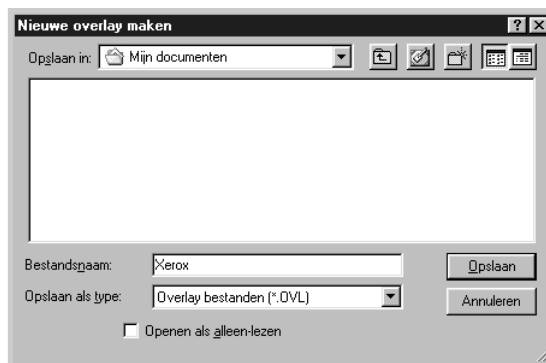 Nieuwe overlay maken
Opslaan in: Mijn documenten
Bestandsnaam: Xerox Opslaan
Opslaan als type: Overlay bestanden (*.OVL) Annuleren
Openen als alleen-lezen